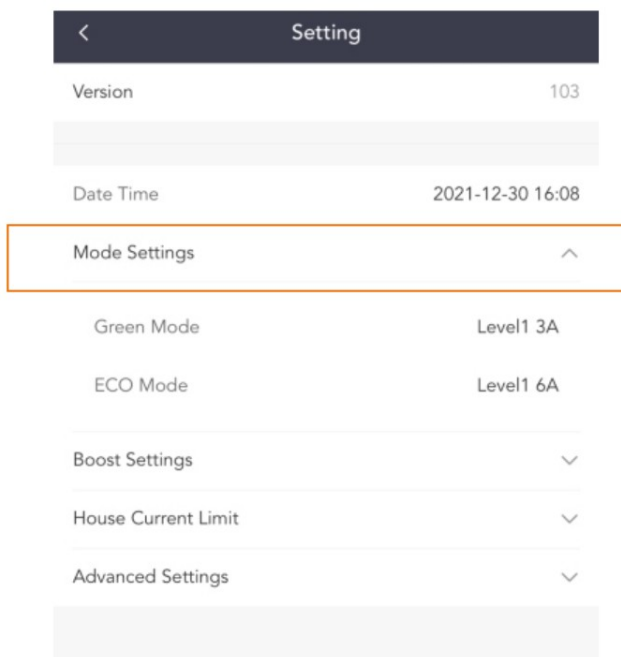 Setting
Version 103
Date Time 2021-12-30 16:08
Mode Settings
Green Mode Level1 3A
ECO Mode Level1 6A
Boost Settings
House Current Limit
Advanced Settings